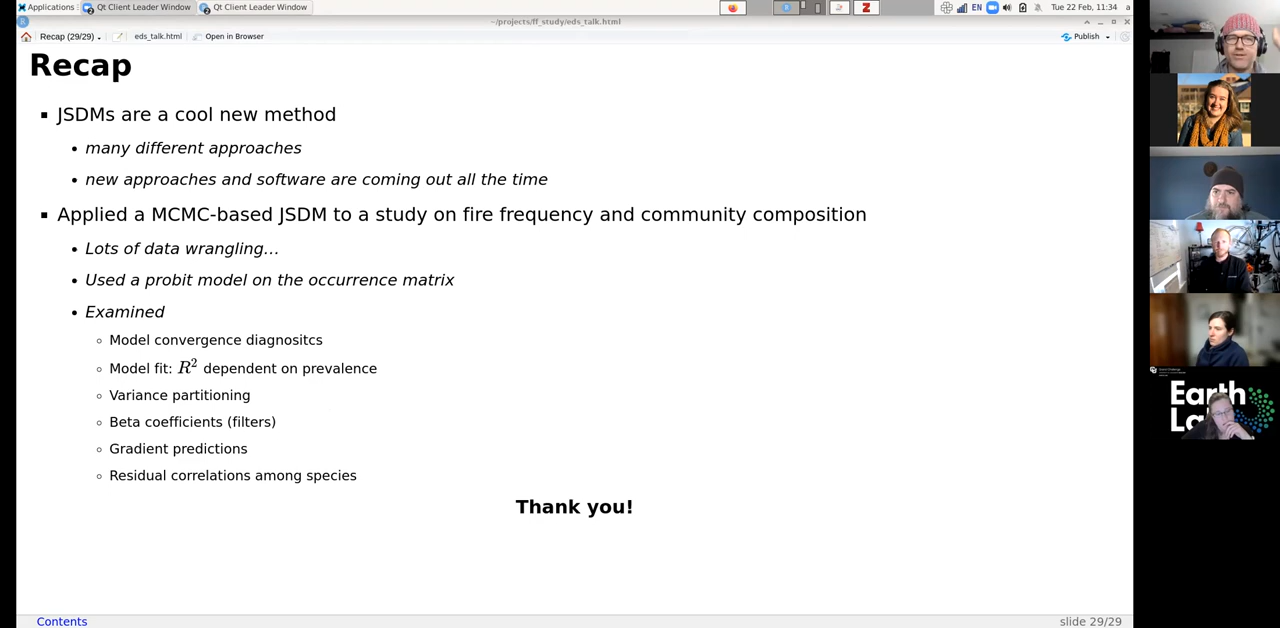 Applications
Qt Client Leader Window
Qt Client Leader Window
EN
Tue 22 Feb, 11:34
a
~/projects/ff_study/eds_talk.html
Recap (29/29)
eds_talk.html
Open in Browser
Publish
Recap
JSDMs are a cool new method
many different approaches
new approaches and software are coming out all the time
Applied a MCMC-based JSDM to a study on fire frequency and community composition
Lots of data wrangling...
Used a probit model on the occurrence matrix
Examined
Model convergence diagnositcs
Model fit: R² dependent on prevalence
Variance partitioning
Beta coefficients (filters)
Gradient predictions
Residual correlations among species
Thank you!
Contents
slide 29/29
Earth
La